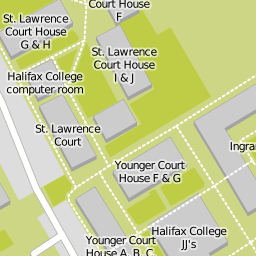 Court House
F
St. Lawrence
Court House
G & H
St. Lawrence
Court House
I & J
Halifax College
computer room
St. Lawrence
Court
Ingra
Younger Court
House F & G
Halifax College
JJ's
Younger Court
House A, B, C